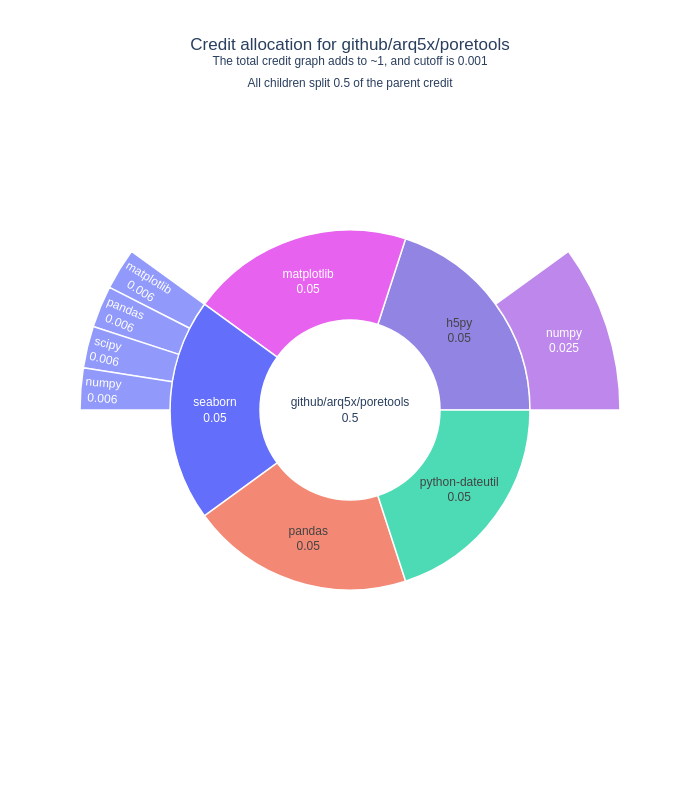 Credit allocation for github/arq5x/poretools
The total credit graph adds to ~1, and cutoff is 0.001
All children split 0.5 of the parent credit
matplotlib
0.006
pandas
0.006
scipy
0.006
numpy
0.006
matplotlib
0.05
h5py
0.05
numpy
0.025
seaborn
0.05
github/arq5x/poretools
0.5
python-dateutil
0.05
pandas
0.05